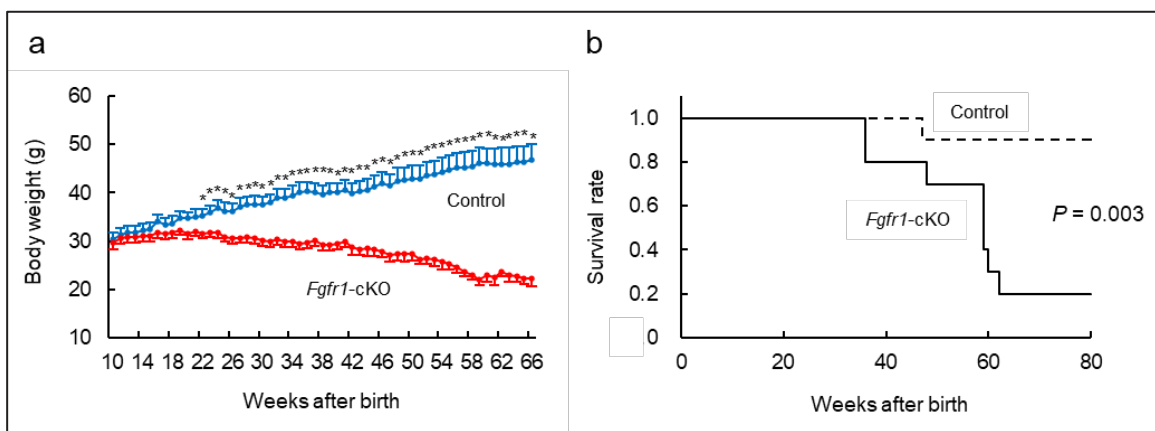 a
60
50
40
30
20
10
Body weight (g)
* *** * *** * *** **** * *** ** *** *** **** ** ** *** *
Control
Fgfr1-cKO
10 14 18 22 26 30 34 38 42 46 50 54 58 62 66
Weeks after birth
b
1.0
0.8
0.6
0.4
0.2
0
Survival rate
Control
Fgfr1-cKO
P = 0.003
0 20 40 60 80
Weeks after birth